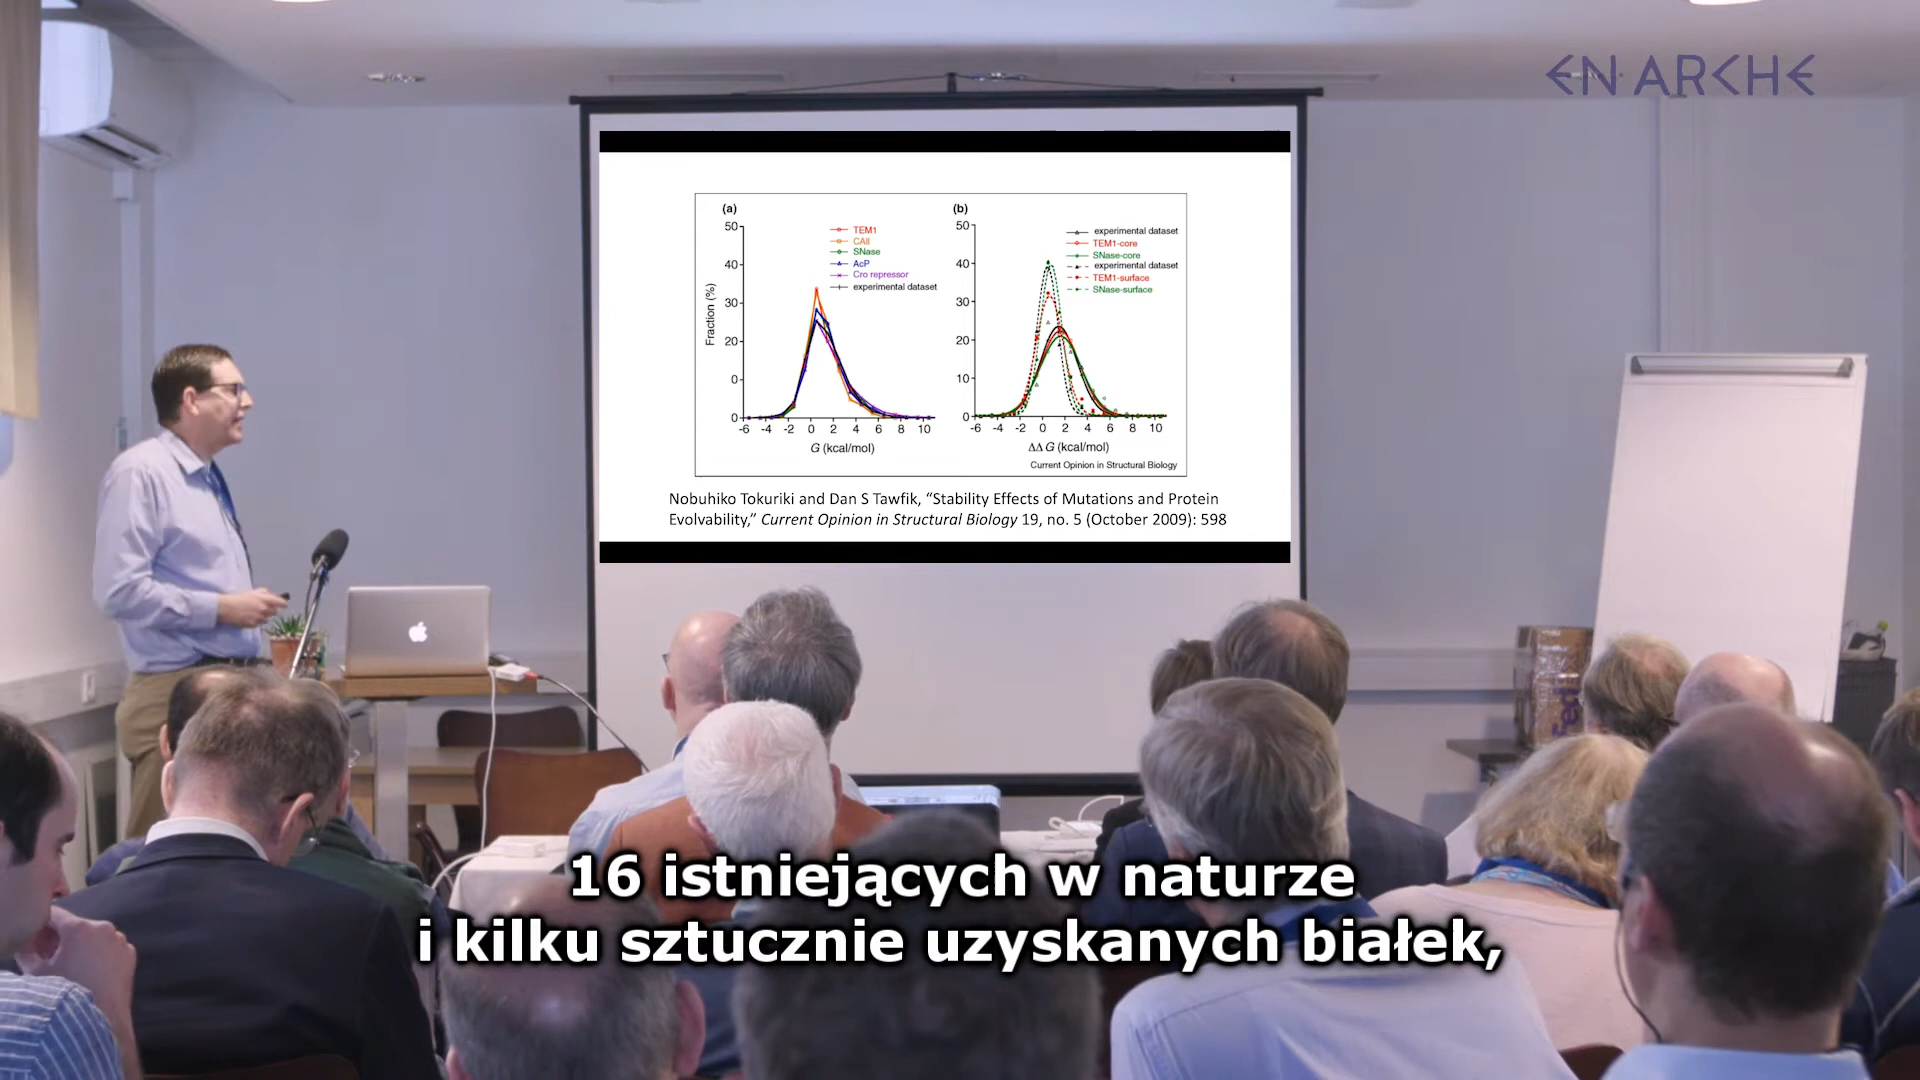 EN ARCHE
(a)
50
40
30
20
0
0
Fraction (%)
-6 -4 -2 0 2 4 6 8 10
G (kcal/mol)
TEM1
CAII
SNase
AcP
Cro repressor
experimental dataset
(b)
50
40
30
20
10
0
-6 -4 -2 0 2 4 6 8 10
ΔΔ G (kcal/mol)
experimental dataset
TEM1-core
SNase-core
experimental dataset
TEM1-surface
SNase-surface
Current Opinion in Structural Biology
Nobuhiko Tokuriki and Dan S Tawfik, “Stability Effects of Mutations and Protein
Evolvability,” Current Opinion in Structural Biology 19, no. 5 (October 2009): 598
16 istniejących w naturze
i kilku sztucznie uzyskanych białek,